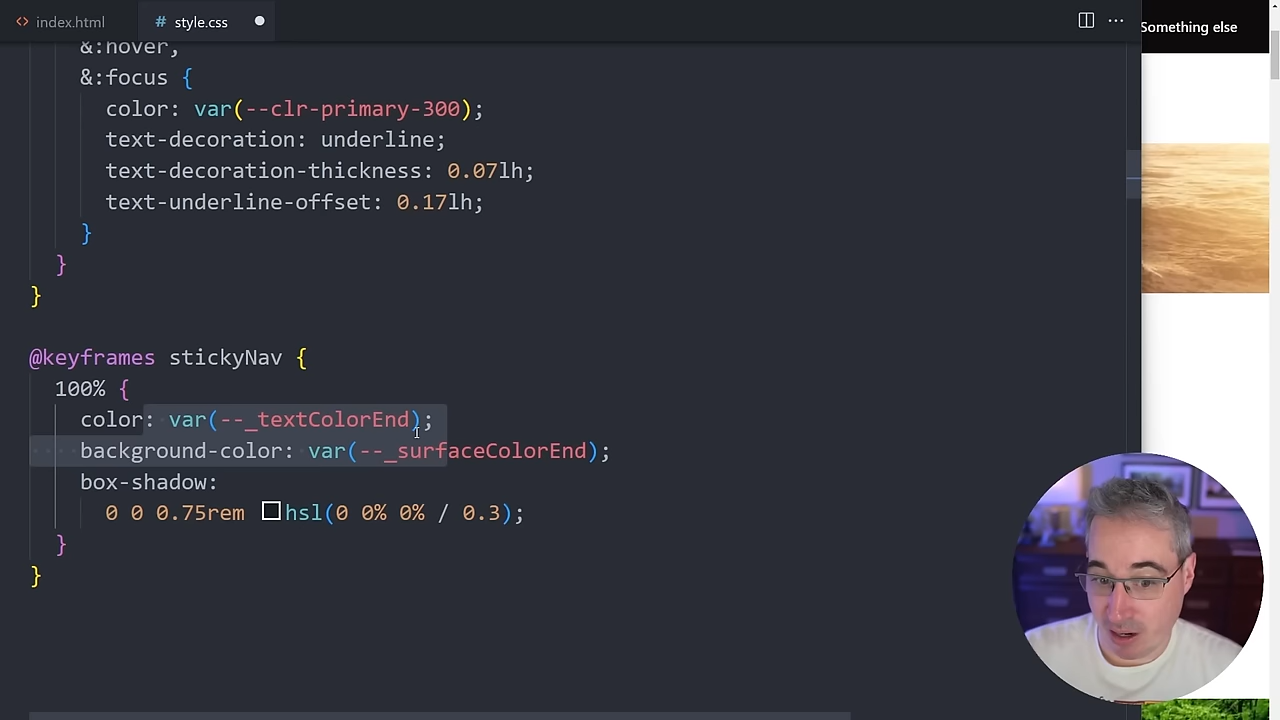 index.html
# style.css
Something else
&:hover,
&:focus {
color: var(--clr-primary-300);
text-decoration: underline;
text-decoration-thickness: 0.07lh;
text-underline-offset: 0.17lh;
}
}
}
@keyframes stickyNav {
100% {
color: var(--_textColorEnd);
background-color: var(--_surfaceColorEnd);
box-shadow:
0 0 0.75rem hsl(0 0% 0% / 0.3);
}
}